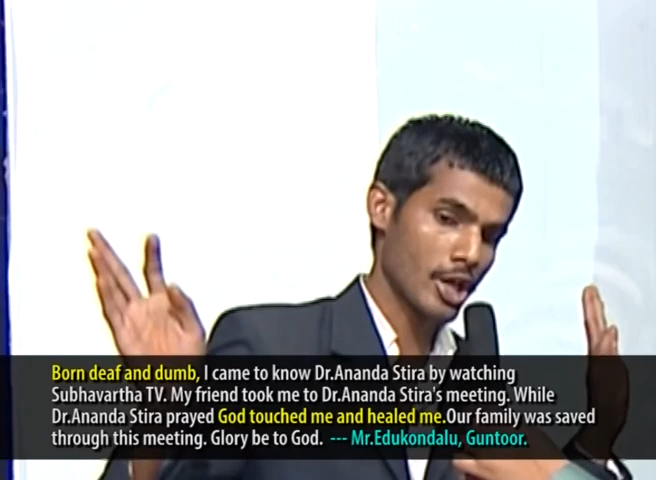 Born deaf and dumb, I came to know Dr.Ananda Stira by watching
Subhavartha TV. My friend took me to Dr.Ananda Stira's meeting. While
Dr.Ananda Stira prayed God touched me and healed me.Our family was saved
through this meeting. Glory be to God. --- Mr.Edukondalu, Guntoor.